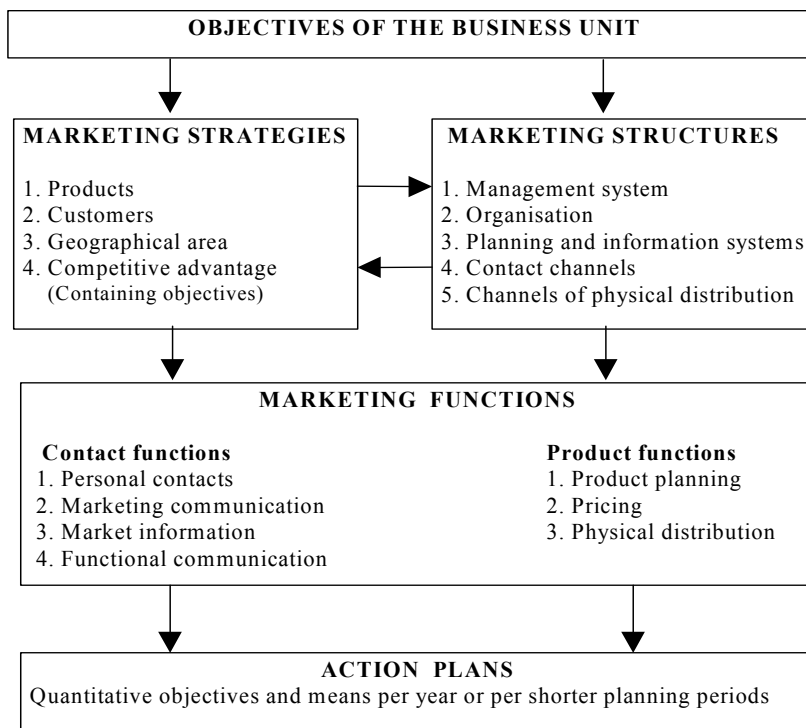 OBJECTIVES OF THE BUSINESS UNIT
MARKETING STRATEGIES
1. Products
2. Customers
3. Geographical area
4. Competitive advantage
(Containing objectives)
MARKETING STRUCTURES
1. Management system
2. Organisation
3. Planning and information systems
4. Contact channels
5. Channels of physical distribution
MARKETING FUNCTIONS
Contact functions
1. Personal contacts
2. Marketing communication
3. Market information
4. Functional communication
Product functions
1. Product planning
2. Pricing
3. Physical distribution
ACTION PLANS
Quantitative objectives and means per year or per shorter planning periods